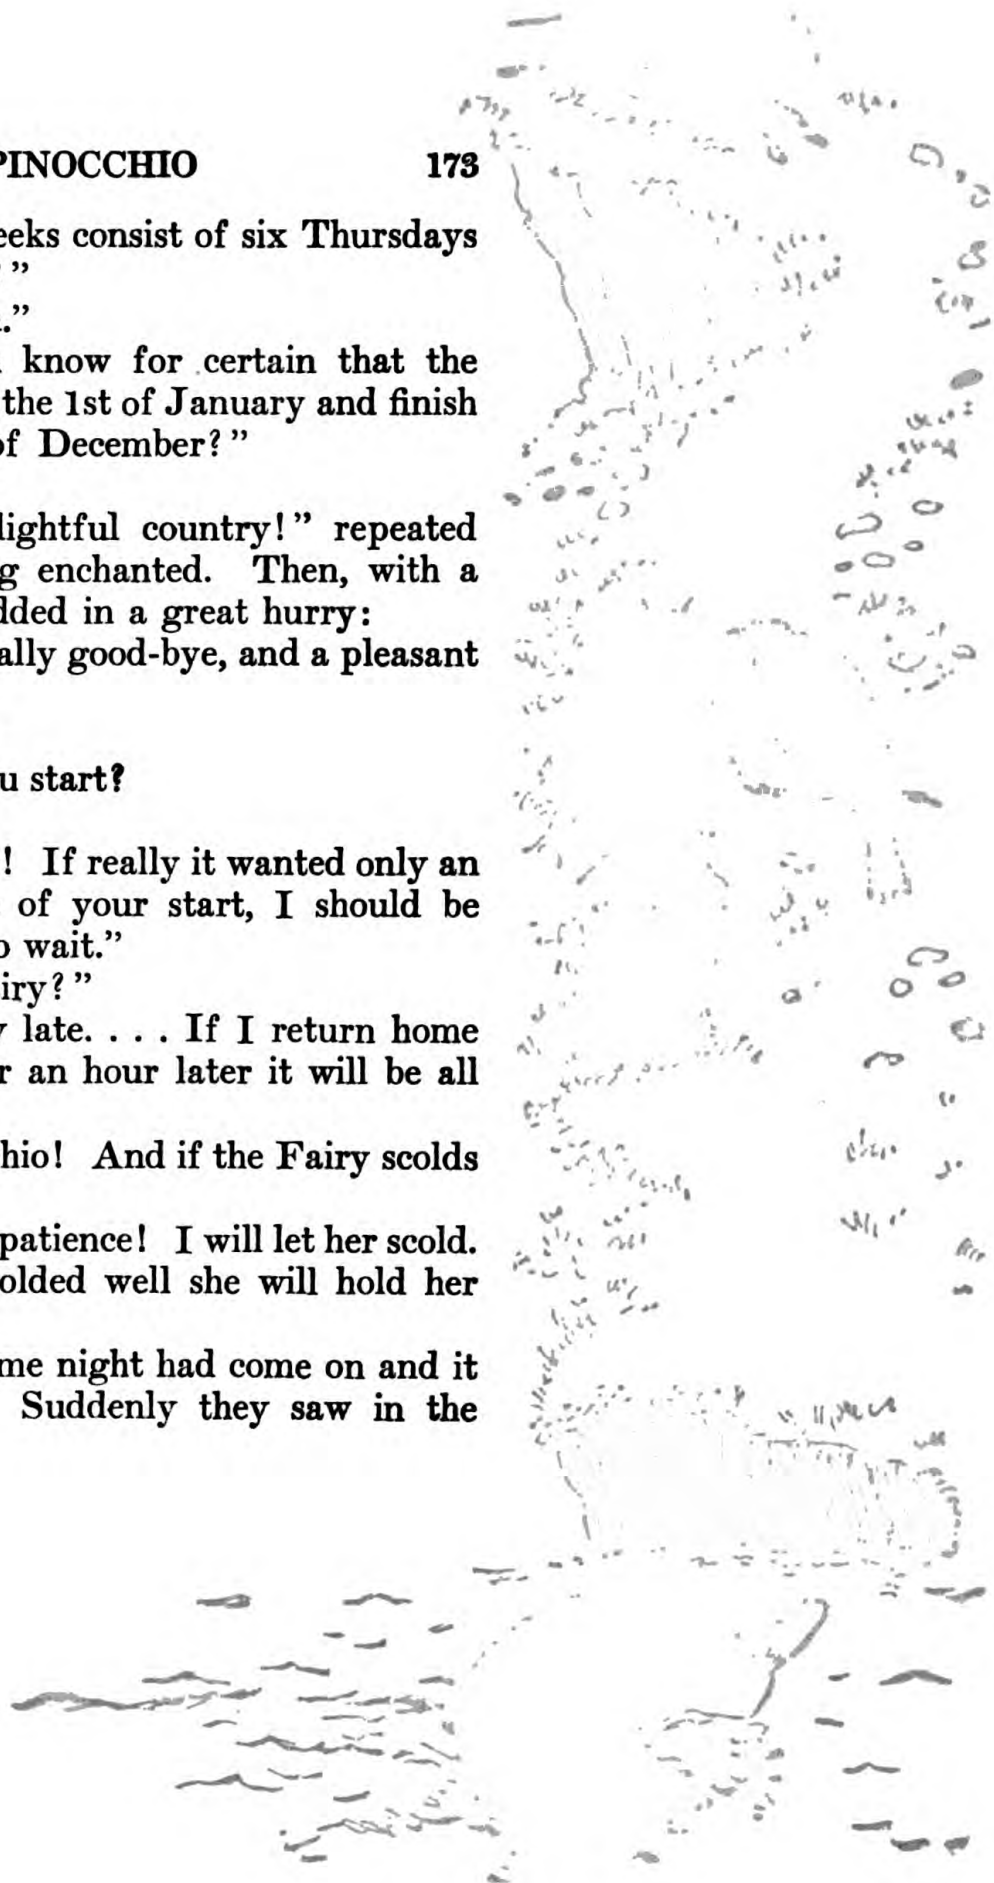 PINOCCHIO 173
eeks consist of six Thursdays
”
.”
know for certain that the
the 1st of January and finish
of December?”
lightful country!” repeated
g enchanted. Then, with a
dded in a great hurry:
ally good-bye, and a pleasant
u start?
! If really it wanted only an
of your start, I should be
o wait.”
iry?”
y late. . . . If I return home
r an hour later it will be all
hio! And if the Fairy scolds
patience! I will let her scold.
olded well she will hold her
me night had come on and it
Suddenly they saw in the